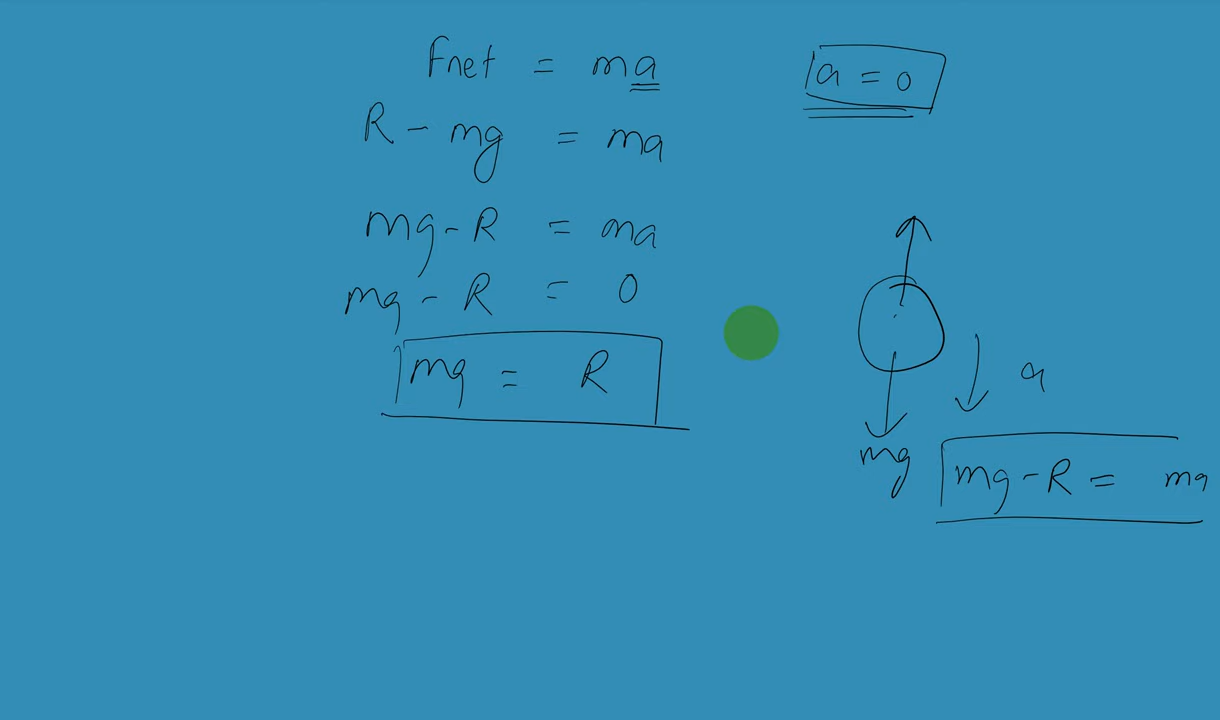 Fnet = ma
a = 0
R - mg = ma
mg - R = ma
mg - R = 0
mg = R
a
mg
mg - R = ma